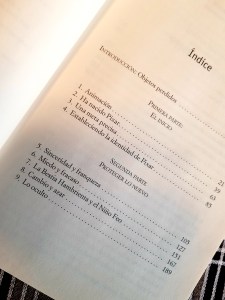 Índice
INTRODUCCIÓN: Objetos perdidos
PRIMERA PARTE
EL INICIO
1. Animación 21
2. Ha nacido Pixar 39
3. Una meta precisa 63
4. Estableciendo la identidad de Pixar 83
SEGUNDA PARTE
PROTEGER LO NUEVO
5. Sinceridad y franqueza 105
6. Miedo y fracaso 127
7. La Bestia Hambrienta y el Niño Feo 151
8. Cambio y azar 167
9. Lo oculto 189